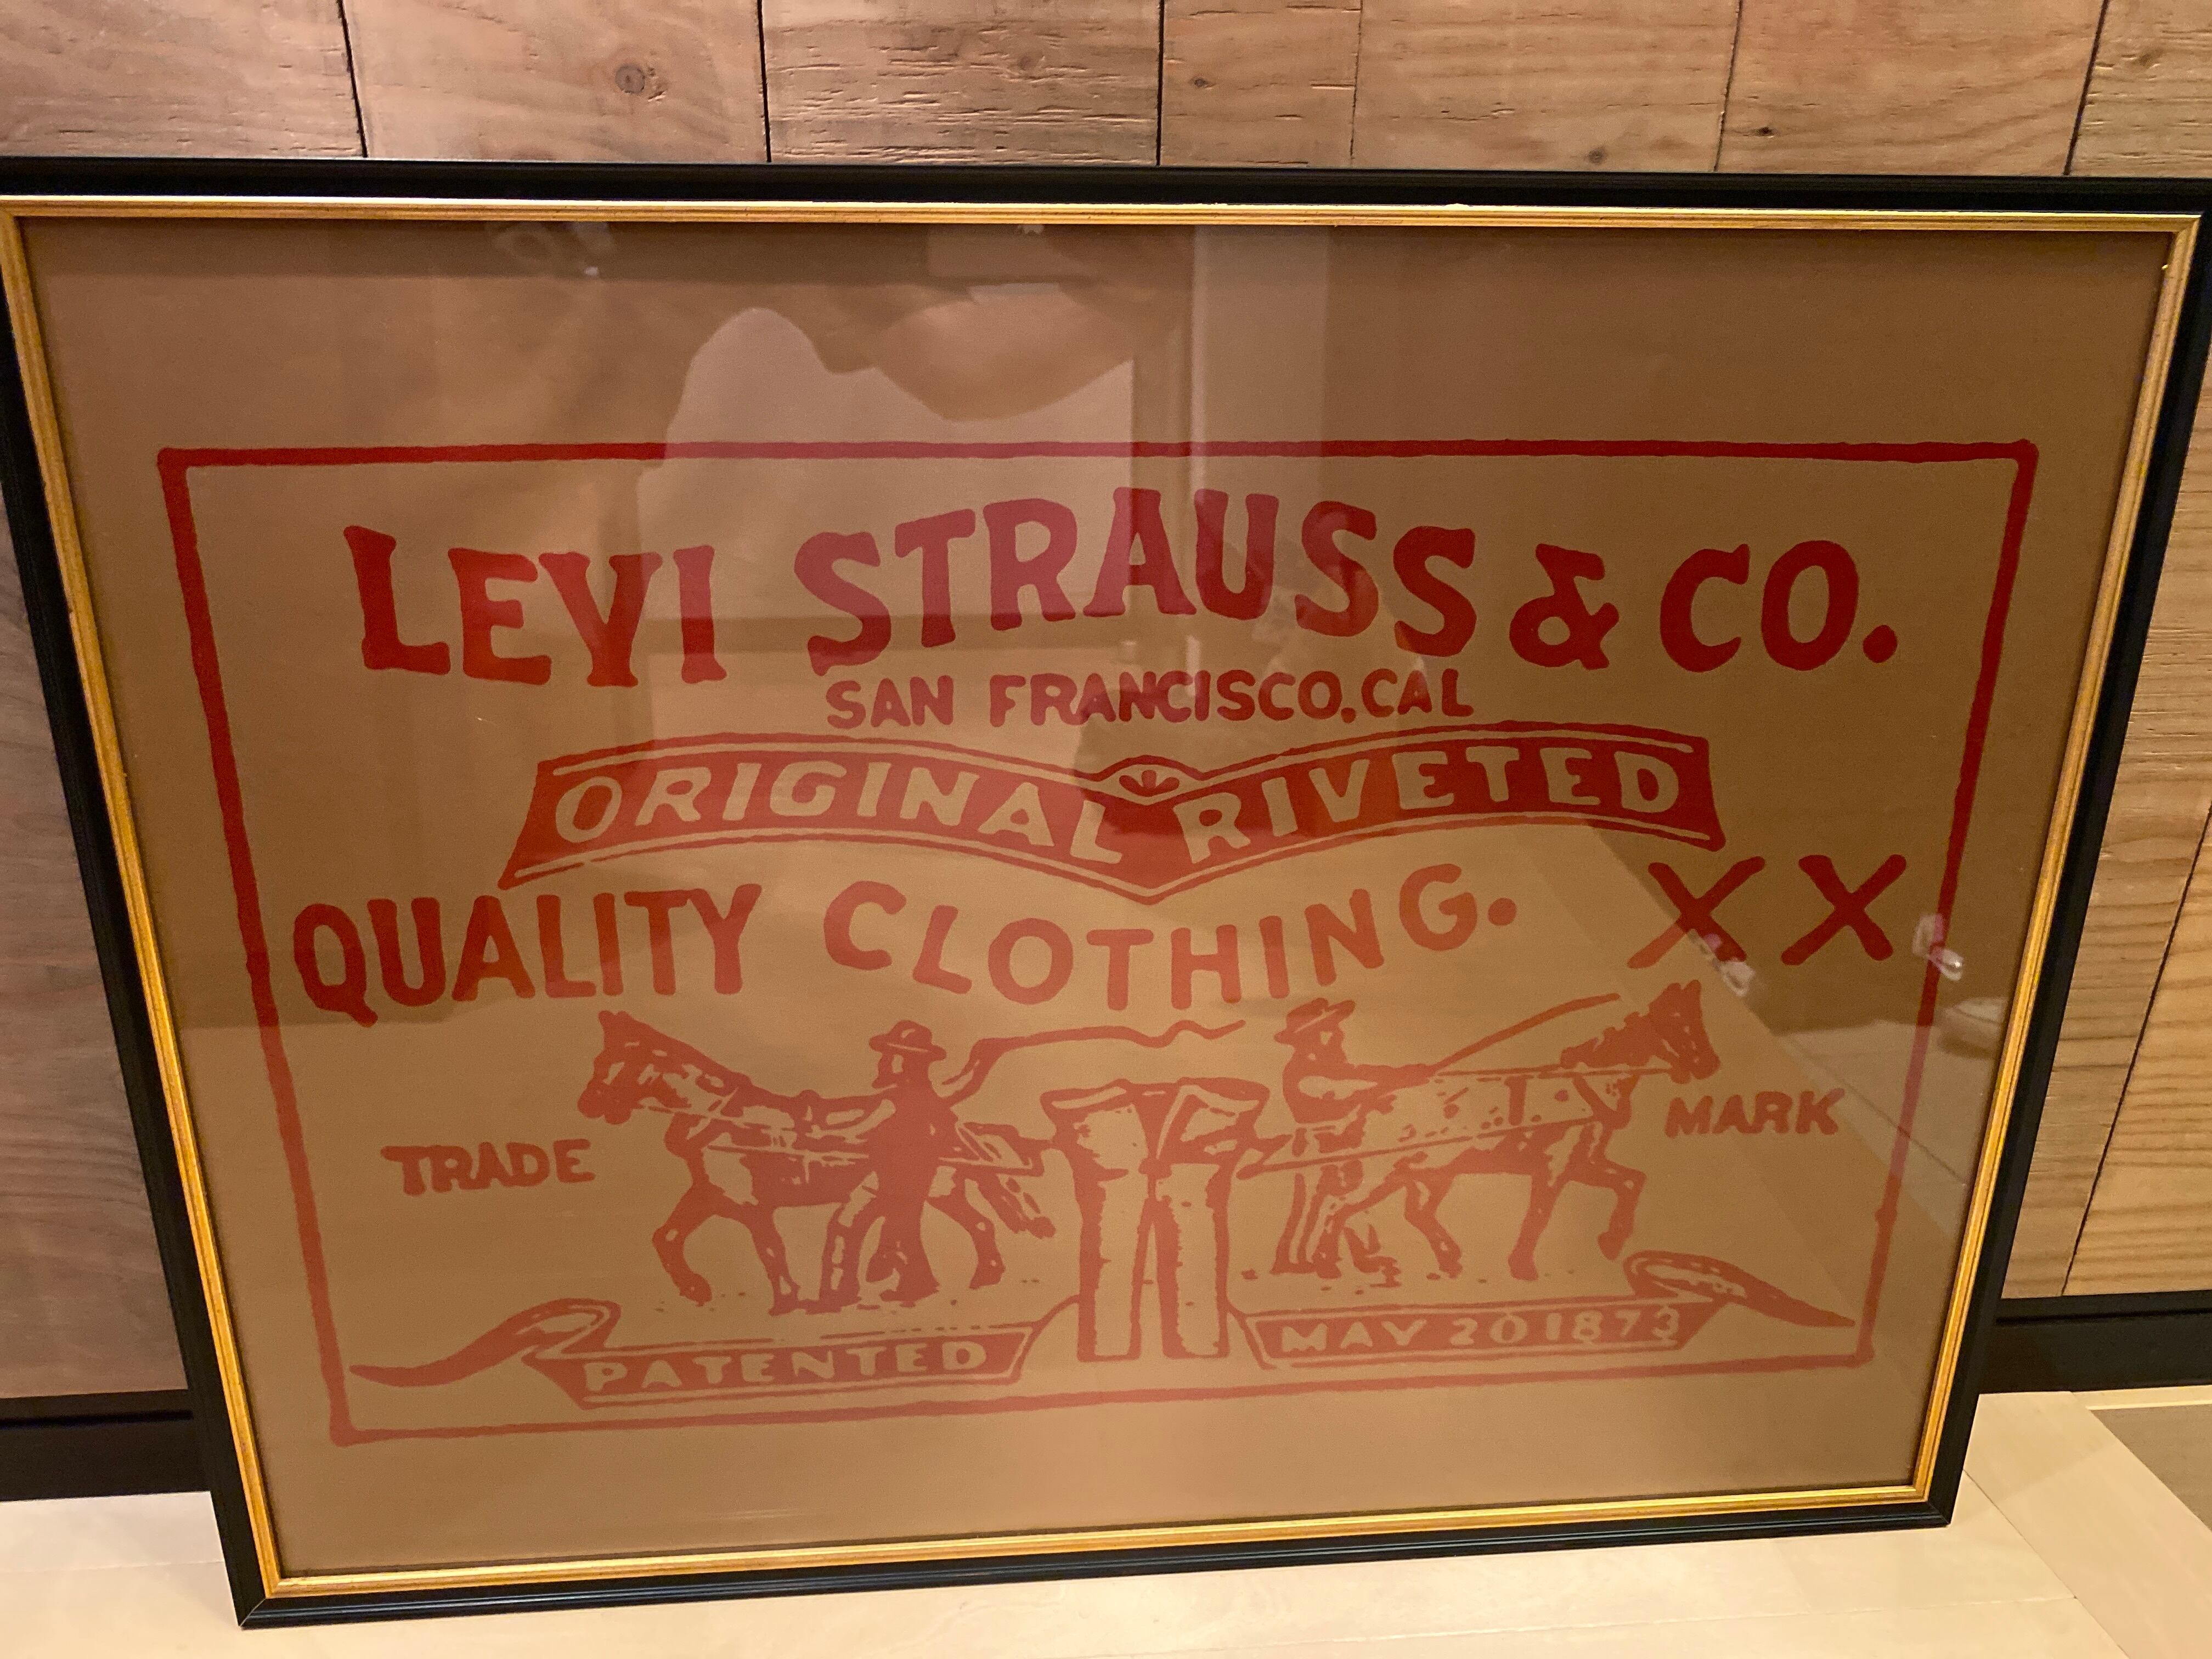 LEVI STRAUSS & CO.
SAN FRANCISCO, CAL
ORIGINAL RIVETED
QUALITY CLOTHING. XX
TRADE MARK
PATENTED MAY 20 1873